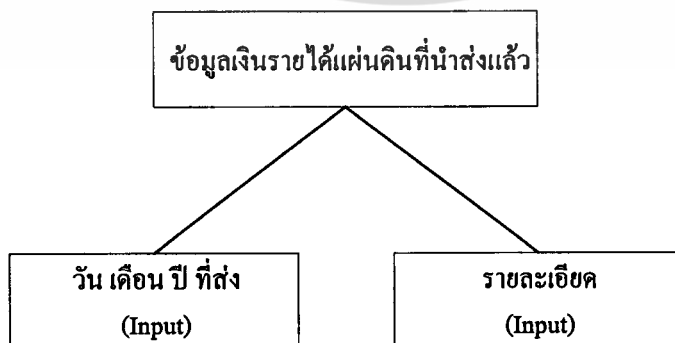 ข้อมูลเงินรายได้แผ่นดินที่นำส่งแล้ว
วัน เดือน ปี ที่ส่ง
(Input)
รายละเอียด
(Input)